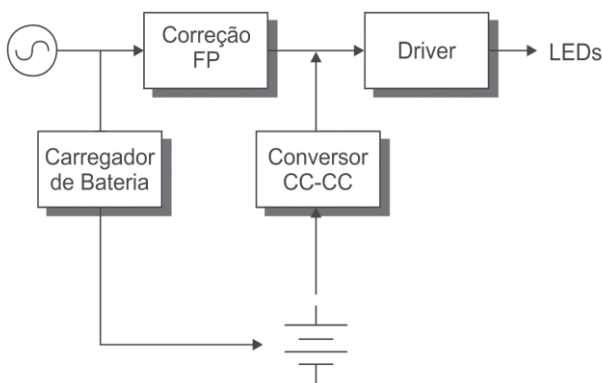 Correção
FP
Driver
LEDs
Carregador
de Bateria
Conversor
CC-CC